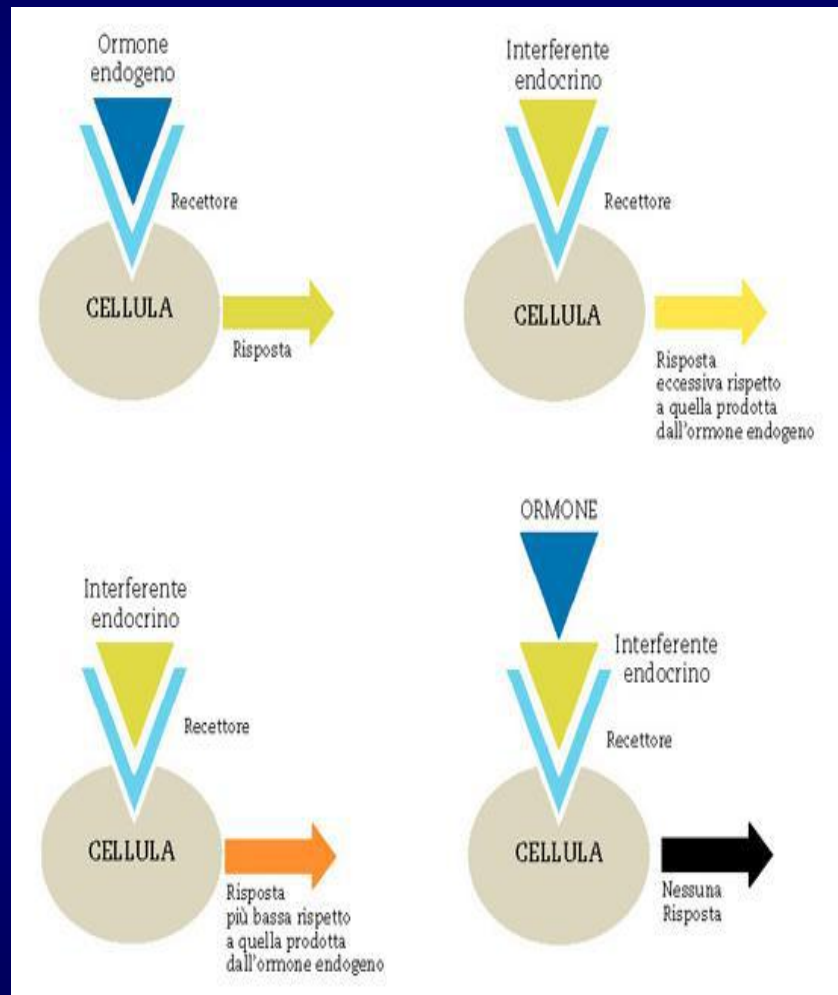 Ormone
endogeno
Recettore
CELLULA
Risposta
Interferente
endocrino
Recettore
CELLULA
Risposta
eccessiva rispetto
a quella prodotta
dall'ormone endogeno
Interferente
endocrino
Recettore
CELLULA
Risposta
più bassa rispetto
a quella prodotta
dall'ormone endogeno
ORMONE
Interferente
endocrino
Recettore
CELLULA
Nessuna
Risposta